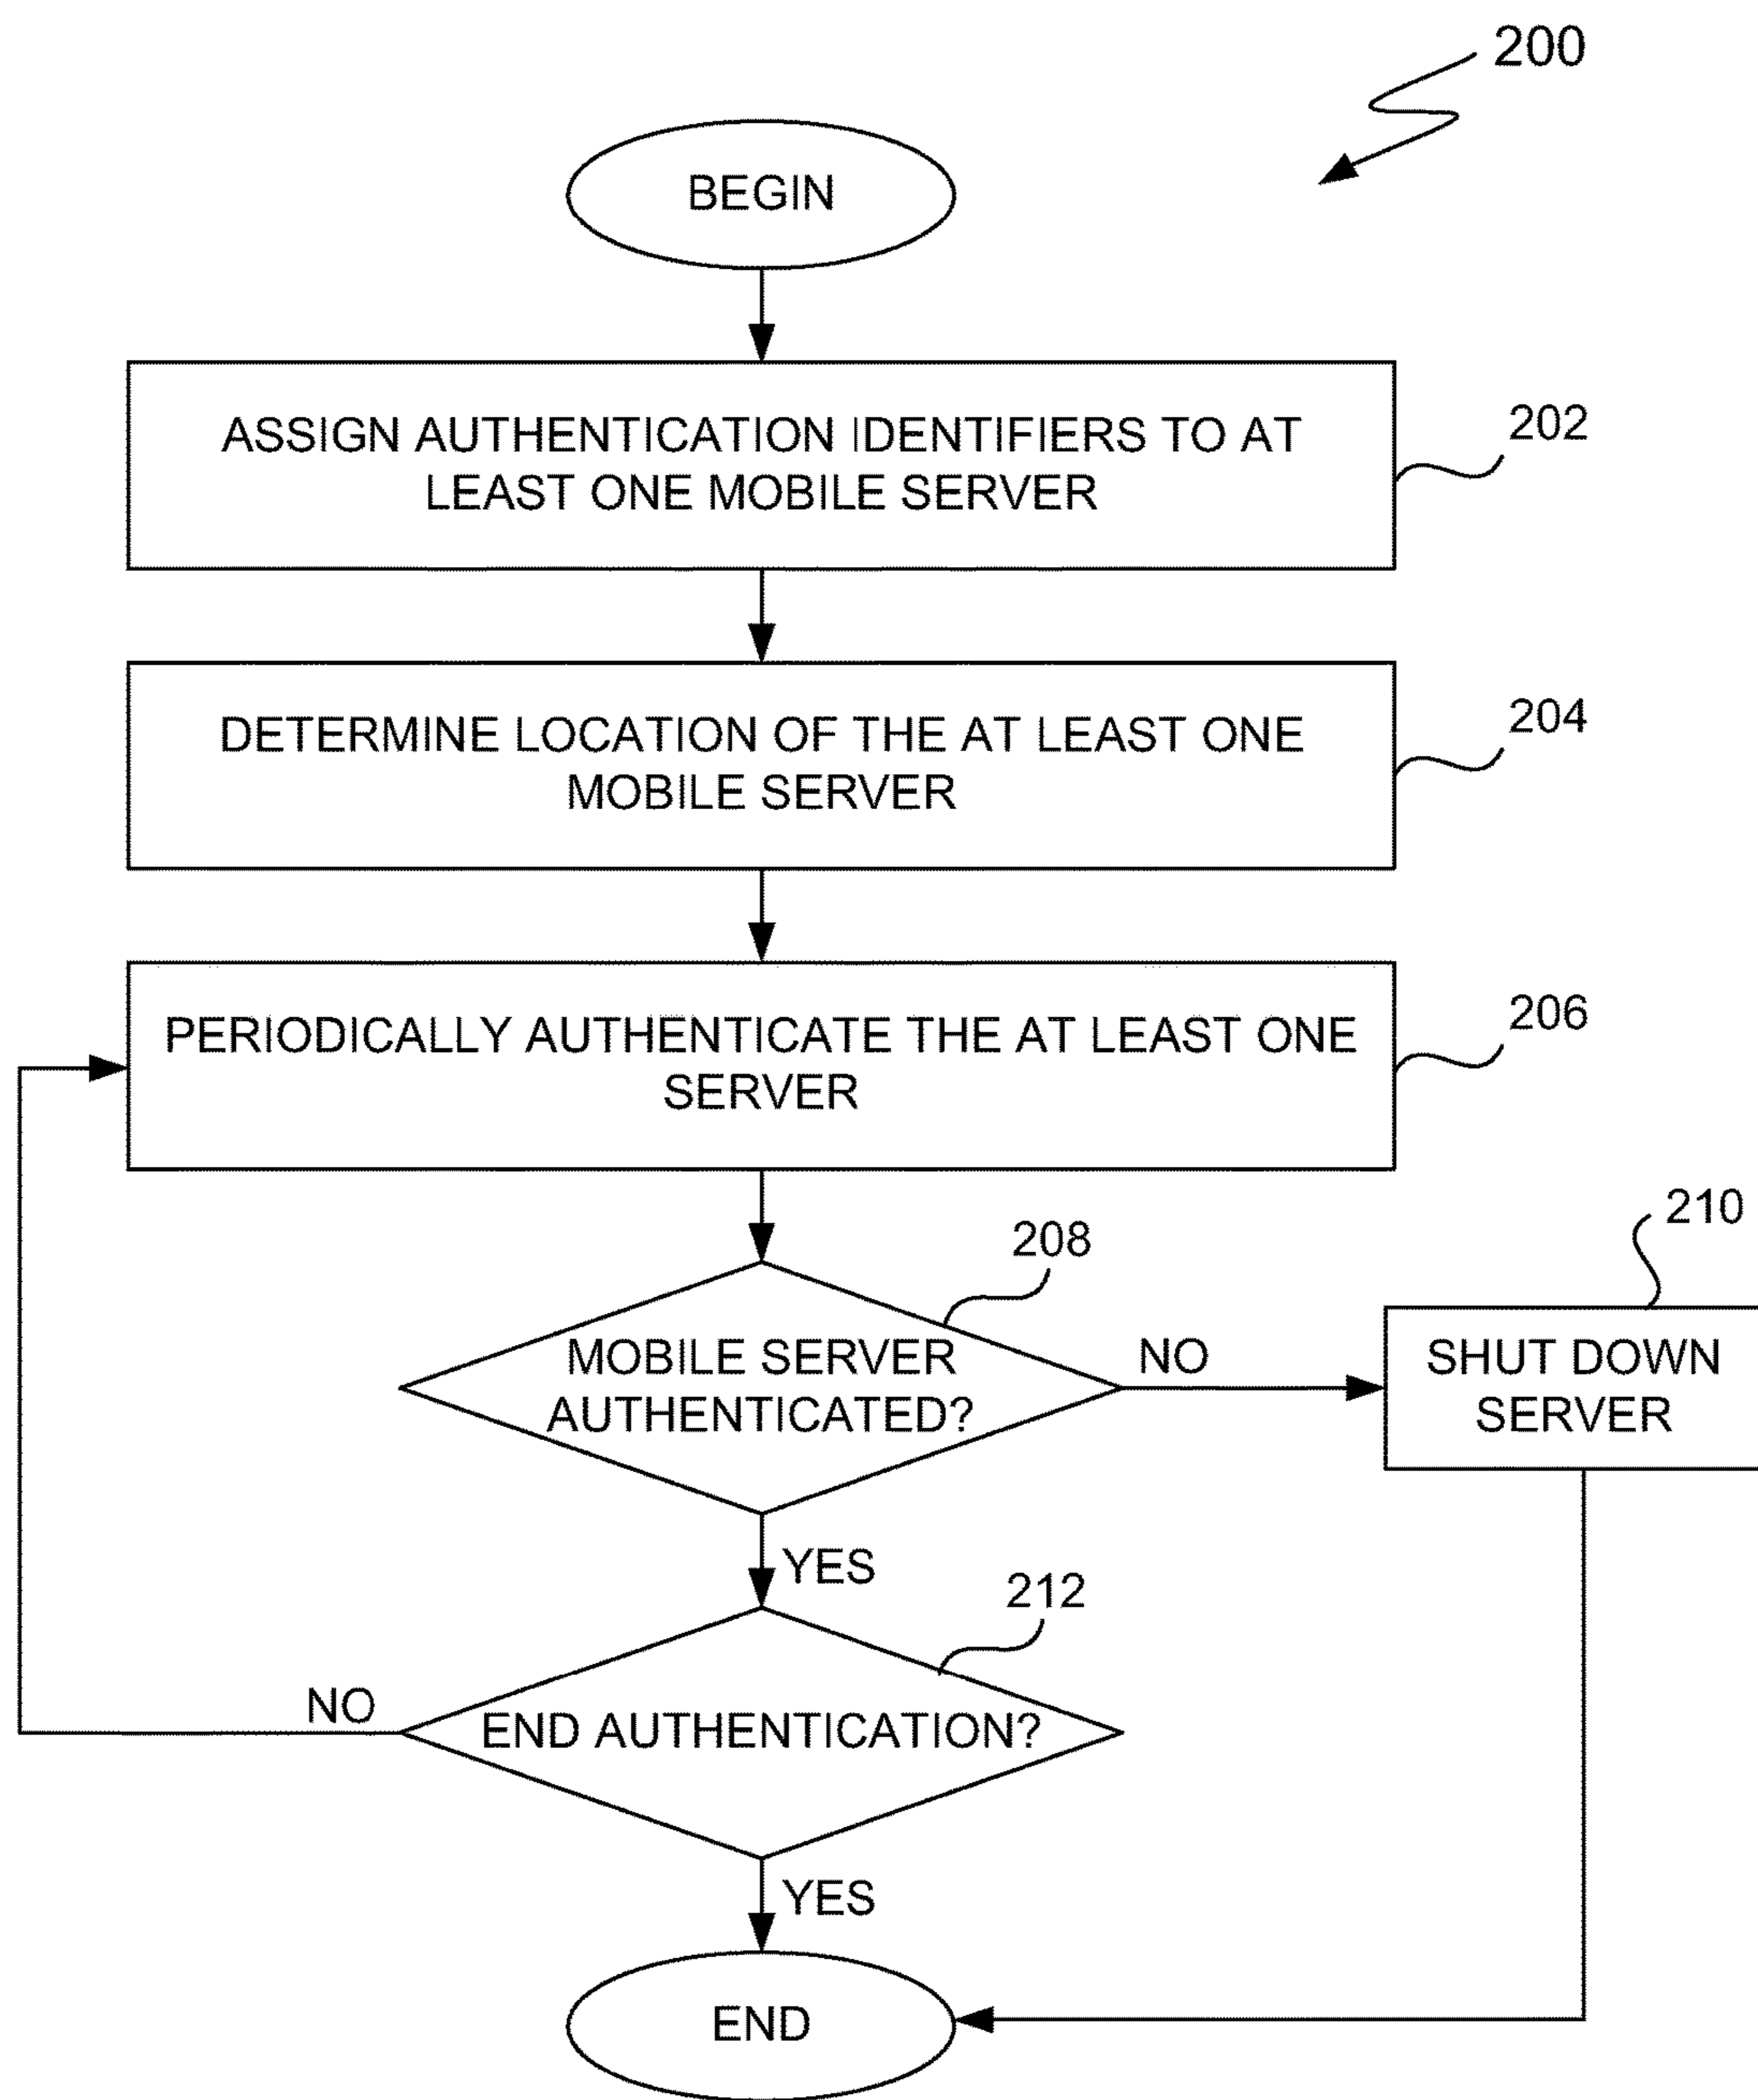 200
BEGIN
ASSIGN AUTHENTICATION IDENTIFIERS TO AT
LEAST ONE MOBILE SERVER
202
DETERMINE LOCATION OF THE AT LEAST ONE
MOBILE SERVER
204
PERIODICALLY AUTHENTICATE THE AT LEAST ONE
SERVER
206
208
MOBILE SERVER
AUTHENTICATED?
NO
210
SHUT DOWN
SERVER
YES
212
END AUTHENTICATION?
NO
YES
END